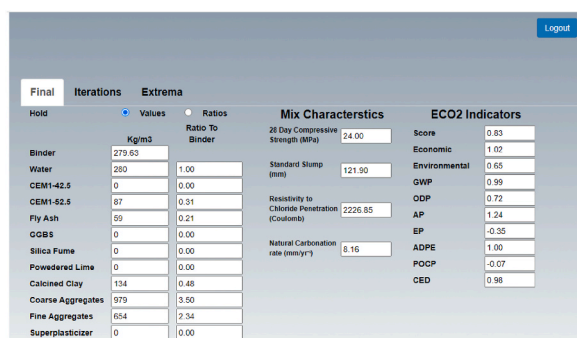 Logout
Final Iterations Extrema
Hold Values Ratios
Kg/m3 Ratio To Binder
Binder 279.63
Water 280 1.00
CEM1-42.5 0 0.00
CEM1-52.5 87 0.31
Fly Ash 59 0.21
GGBS 0 0.00
Silica Fume 0 0.00
Powdered Lime 0 0.00
Calcined Clay 134 0.48
Coarse Aggregates 979 3.50
Fine Aggregates 654 2.34
Superplasticizer 0 0.00
Mix Characterstics
28 Day Compressive
Strength (MPa) 24.00
Standard Slump
(mm) 121.90
Resistivity to
Chloride Penetration 2226.85
(Coulomb)
Natural Carbonation
rate (mm/yr¹) 8.16
ECO2 Indicators
Score 0.83
Economic 1.02
Environmental 0.65
GWP 0.99
ODP 0.72
AP 1.24
EP -0.35
ADPE 1.00
POCP -0.07
CED 0.98